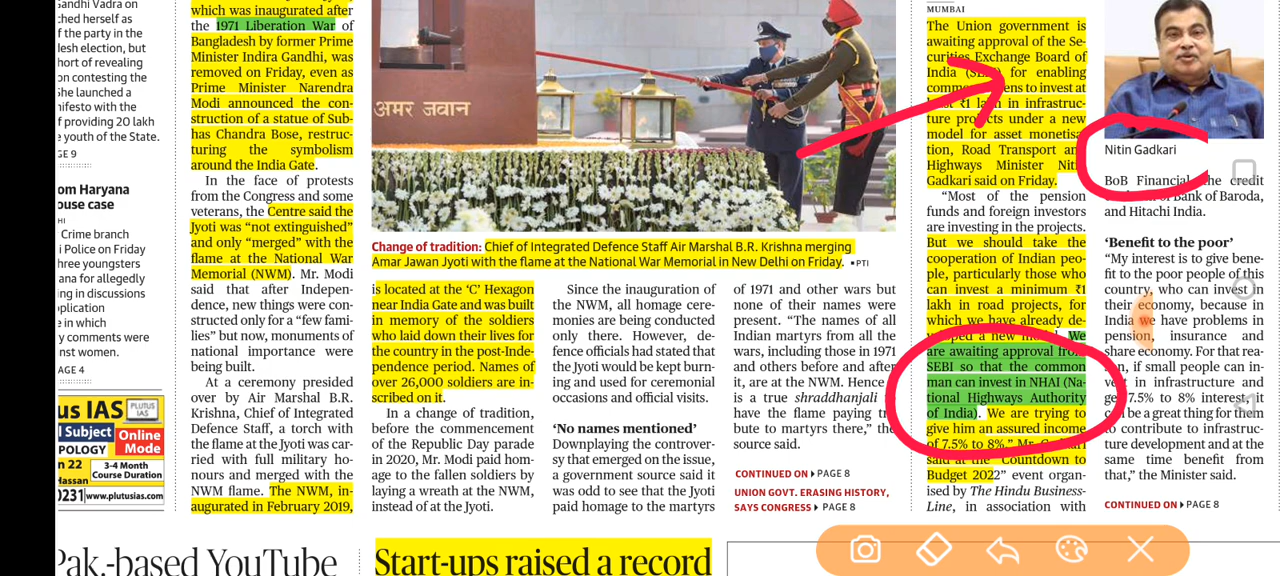 Gandhi Vadra on
ched herself as
f the party in the
lesh election, but
hort of revealing
on contesting the
She launched a
nifesto with the
f providing 20 lakh
e youth of the State.
GE 9
om Haryana
ouse case
HI
Crime branch
i Police on Friday
hree youngsters
ana for allegedly
ing in discussions
pplication
e in which
y comments were
nst women.
AGE 4
us IAS
PLUTUS
IAS
l Subject
Online
Mode
POLOGY
n 22
Hassan
3-4 Month
Course Duration
0231
www.plutusias.com
which was inaugurated after
the 1971 Liberation War of
Bangladesh by former Prime
Minister Indira Gandhi, was
removed on Friday, even as
Prime Minister Narendra
Modi announced the con-
struction of a statue of Sub-
has Chandra Bose, restruc-
turing the symbolism
around the India Gate.
In the face of protests
from the Congress and some
veterans, the Centre said the
Jyoti was “not extinguished”
and only “merged” with the
flame at the National War
Memorial (NWM). Mr. Modi
said that after Indepen-
dence, new things were con-
structed only for a “few fami-
lies” but now, monuments of
national importance were
being built.
At a ceremony presided
over by Air Marshal B.R.
Krishna, Chief of Integrated
Defence Staff, a torch with
the flame at the Jyoti was car-
ried with full military ho-
nours and merged with the
NWM flame. The NWM, in-
augurated in February 2019,
अमर जवान
Change of tradition: Chief of Integrated Defence Staff Air Marshal B.R. Krishna merging
Amar Jawan Jyoti with the flame at the National War Memorial in New Delhi on Friday. ▪PTI
is located at the ‘C’ Hexagon
near India Gate and was built
in memory of the soldiers
who laid down their lives for
the country in the post-Inde-
pendence period. Names of
over 26,000 soldiers are in-
scribed on it.
In a change of tradition,
before the commencement
of the Republic Day parade
in 2020, Mr. Modi paid hom-
age to the fallen soldiers by
laying a wreath at the NWM,
instead of at the Jyoti.
Since the inauguration of
the NWM, all homage cere-
monies are being conducted
only there. However, de-
fence officials had stated that
the Jyoti would be kept burn-
ing and used for ceremonial
occasions and official visits.
‘No names mentioned’
Downplaying the controver-
sy that emerged on the issue,
a government source said it
was odd to see that the Jyoti
paid homage to the martyrs
of 1971 and other wars but
none of their names were
present. “The names of all
Indian martyrs from all the
wars, including those in 1971
and others before and after
it, are at the NWM. Hence
is a true shraddhanjali
have the flame paying
bute to martyrs there,” the
source said.
CONTINUED ON ▸ PAGE 8
UNION GOVT. ERASING HISTORY,
SAYS CONGRESS ▸ PAGE 8
MUMBAI
The Union government is
awaiting approval of the Se-
curities Exchange Board of
India for enabling
comm ens to invest at
₹1 in infrastruc-
ture projects under a new
model for asset monetisa-
tion, Road Transport and
Highways Minister Nitin
Gadkari said on Friday.
“Most of the pension
funds and foreign investors
are investing in the projects.
But we should take the
cooperation of Indian peo-
ple, particularly those who
can invest a minimum ₹1
lakh in road projects, for
which we have already de-
a new We
are awaiting approval from
SEBI so that the common
man can invest in NHAI (Na-
tional Highways Authority
of India). We are trying to
give him an assured income
of 7.5% to 8%,” Mr. Gadkari
said at the “Countdown to
Budget 2022” event organ-
ised by The Hindu Business-
Line, in association with
Nitin Gadkari
BoB Financial, the credit
of Bank of Baroda,
and Hitachi India.
‘Benefit to the poor’
“My interest is to give bene-
fit to the poor people of this
country, who can invest in
their economy, because in
India we have problems in
pension, insurance and
share economy. For that rea-
son, if small people can in-
vest in infrastructure and
get 7.5% to 8% interest, it
can be a great thing for them
to contribute to infrastruc-
ture development and at the
same time benefit from
that,” the Minister said.
CONTINUED ON ▸ PAGE 8
Pak.-based YouTube
Start-ups raised a record